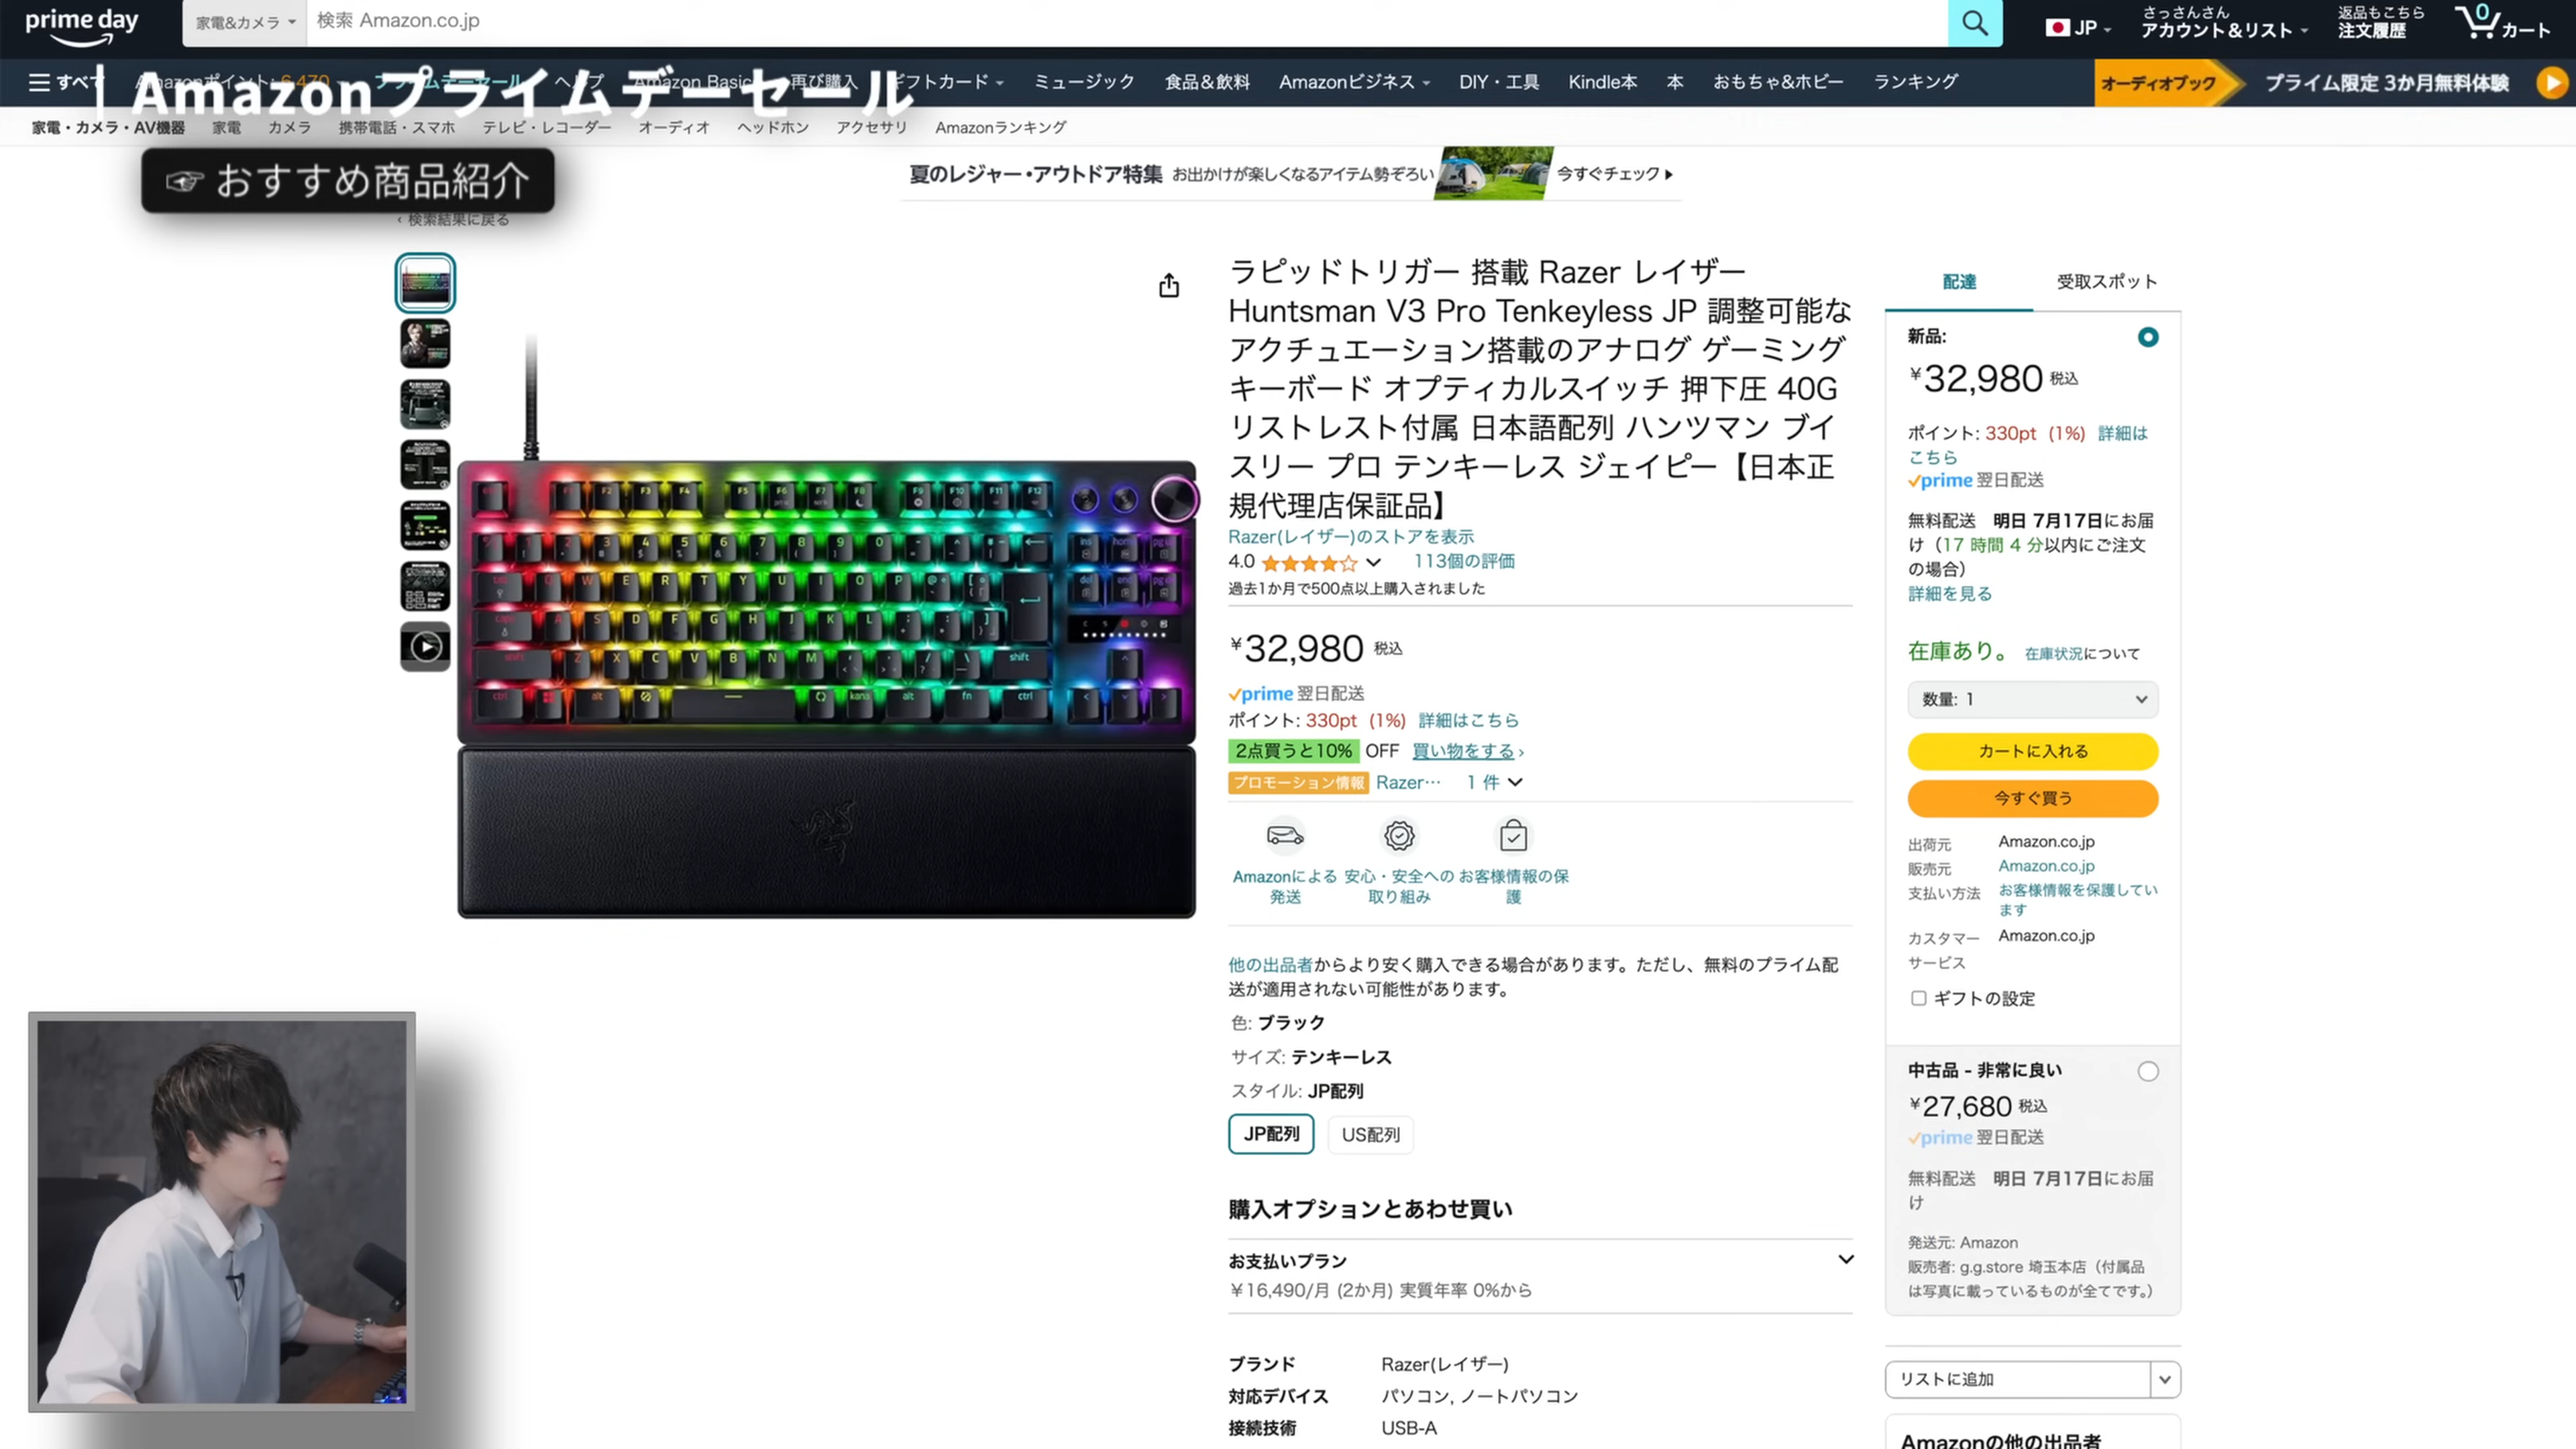 prime day
家電&カメラ
検索 Amazon.co.jp
JP
さっさんさん
アカウント＆リスト
返品もこちら
注文履歴
0
カート
すべて
Amazonポイント: 6,470
ヘルプ
Amazon Basic
再び購入
ギフトカード
ミュージック
食品＆飲料
Amazonビジネス
DIY・工具
Kindle本
本
おもちゃ&ホビー
ランキング
オーディオブック
プライム限定 3か月無料体験
Amazonプライムデーセール
家電・カメラ・AV機器
家電
カメラ
携帯電話・スマホ
テレビ・レコーダー
オーディオ
ヘッドホン
アクセサリ
Amazonランキング
☞ おすすめ商品紹介
夏のレジャー・アウトドア特集 お出かけが楽しくなるアイテム勢ぞろい
今すぐチェック
‹ 検索結果に戻る
ラピッドトリガー 搭載 Razer レイザー
Huntsman V3 Pro Tenkeyless JP 調整可能な
アクチュエーション搭載のアナログ ゲーミング
キーボード オプティカルスイッチ 押下圧 40G
リストレスト付属 日本語配列 ハンツマン ブイ
スリー プロ テンキーレス ジェイピー【日本正
規代理店保証品】
Razer(レイザー)のストアを表示
4.0
113個の評価
過去1か月で500点以上購入されました
¥32,980 税込
prime 翌日配送
ポイント: 330pt (1%) 詳細はこちら
2点買うと10% OFF 買い物をする ›
プロモーション情報 Razer… 1 件
Amazonによる
発送
安心・安全への
取り組み
お客様情報の保
護
他の出品者からより安く購入できる場合があります。ただし、無料のプライム配
送が適用されない可能性があります。
色: ブラック
サイズ: テンキーレス
スタイル: JP配列
JP配列
US配列
購入オプションとあわせ買い
お支払いプラン
￥16,490/月 (2か月) 実質年率 0%から
ブランド Razer(レイザー)
対応デバイス パソコン, ノートパソコン
接続技術 USB-A
配達
受取スポット
新品:
¥32,980 税込
ポイント: 330pt (1%) 詳細は
こちら
prime 翌日配送
無料配送 明日 7月17日にお届
け（17 時間 4 分以内にご注文
の場合）
詳細を見る
在庫あり。 在庫状況について
数量: 1
カートに入れる
今すぐ買う
出荷元 Amazon.co.jp
販売元 Amazon.co.jp
支払い方法 お客様情報を保護してい
ます
カスタマー Amazon.co.jp
サービス
ギフトの設定
中古品 - 非常に良い
¥27,680 税込
prime 翌日配送
無料配送 明日 7月17日にお届
け
発送元: Amazon
販売者: g.g.store 埼玉本店（付属品
は写真に載っているものが全てです。）
リストに追加
Amazonの他の出品者